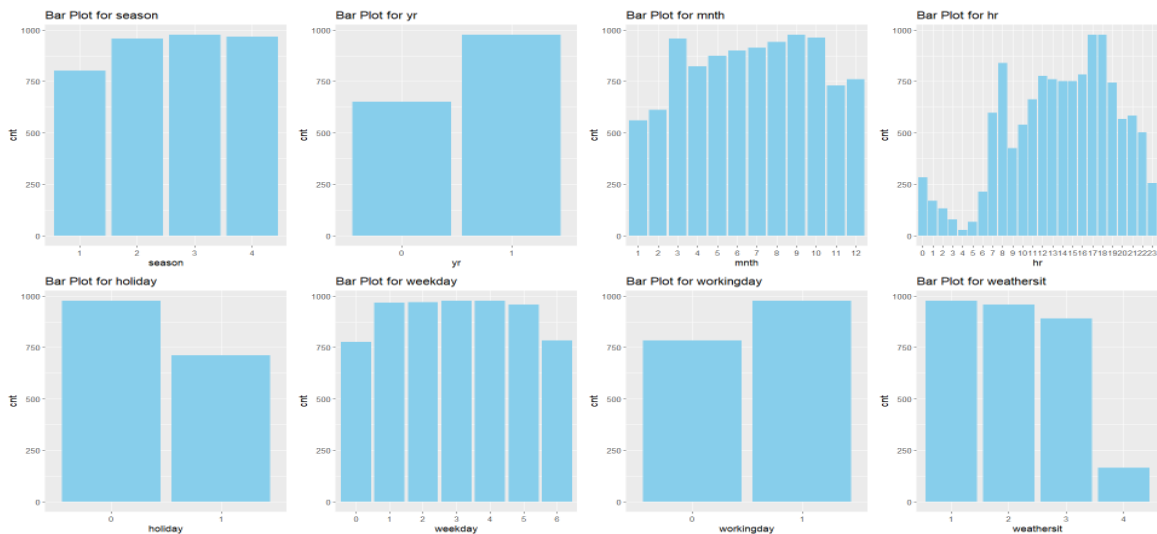 Bar Plot for season
1000
750
500
250
0
cnt
1 2 3 4
season
Bar Plot for yr
1000
750
500
250
0
cnt
0 1
yr
Bar Plot for mnth
1000
750
500
250
0
cnt
1 2 3 4 5 6 7 8 9 10 11 12
mnth
Bar Plot for hr
1000
750
500
250
0
cnt
0 1 2 3 4 5 6 7 8 9 10 11 12 13 14 15 16 17 18 19 20 21 22 23
hr
Bar Plot for holiday
1000
750
500
250
0
cnt
0 1
holiday
Bar Plot for weekday
1000
750
500
250
0
cnt
0 1 2 3 4 5 6
weekday
Bar Plot for workingday
1000
750
500
250
0
cnt
0 1
workingday
Bar Plot for weathersit
1000
750
500
250
0
cnt
1 2 3 4
weathersit